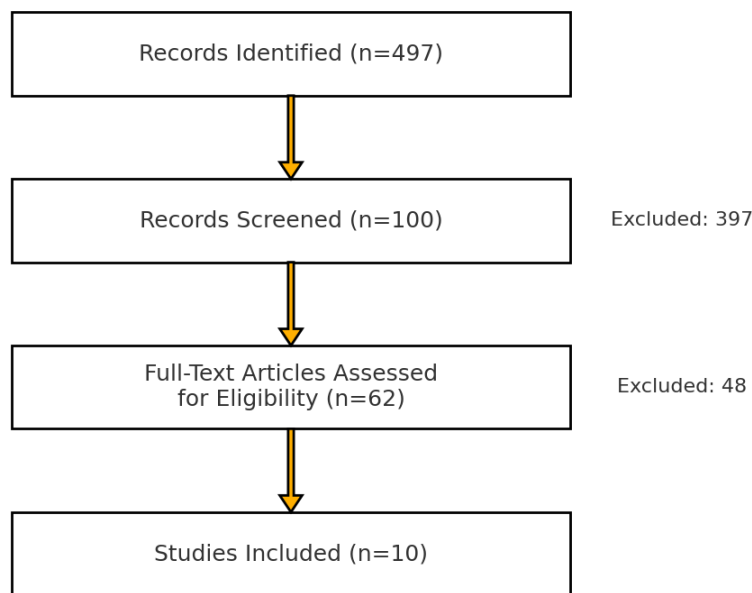 Records Identified (n=497)
Records Screened (n=100)
Excluded: 397
Full-Text Articles Assessed
for Eligibility (n=62)
Excluded: 48
Studies Included (n=10)